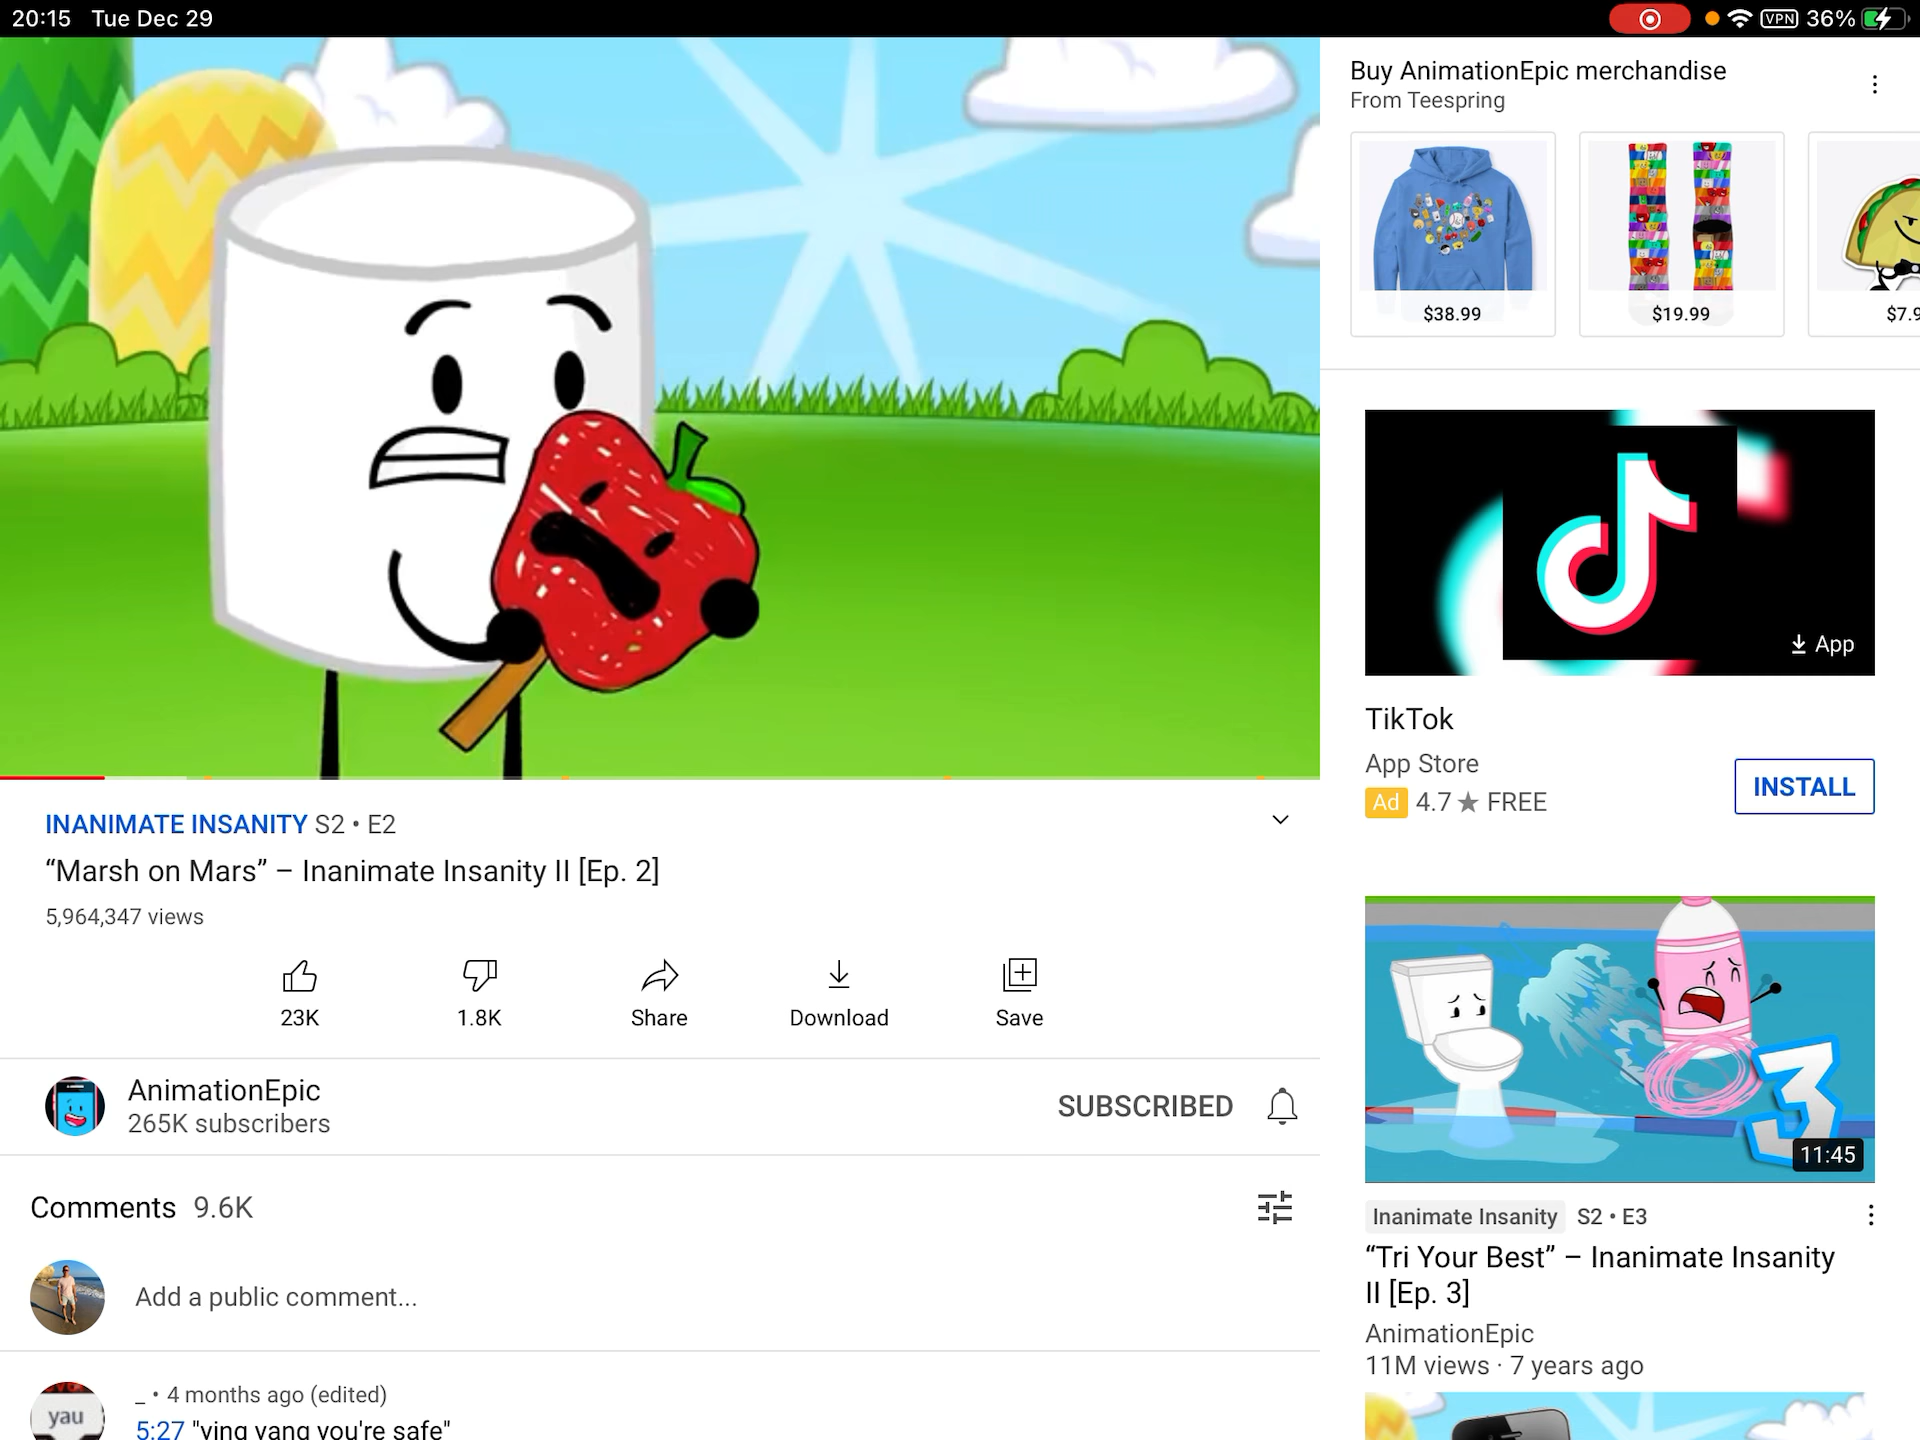 20:15 Tue Dec 29
VPN 36%
INANIMATE INSANITY S2 • E2
“Marsh on Mars” – Inanimate Insanity II [Ep. 2]
5,964,347 views
23K
1.8K
Share
Download
Save
AnimationEpic
265K subscribers
SUBSCRIBED
Comments 9.6K
Add a public comment...
_ • 4 months ago (edited)
yau
5:27 "ying yang you're safe"
Buy AnimationEpic merchandise
From Teespring
$38.99
$19.99
$7.9
App
TikTok
App Store
Ad 4.7 ★ FREE
INSTALL
3
11:45
Inanimate Insanity S2 • E3
“Tri Your Best” – Inanimate Insanity
II [Ep. 3]
AnimationEpic
11M views · 7 years ago